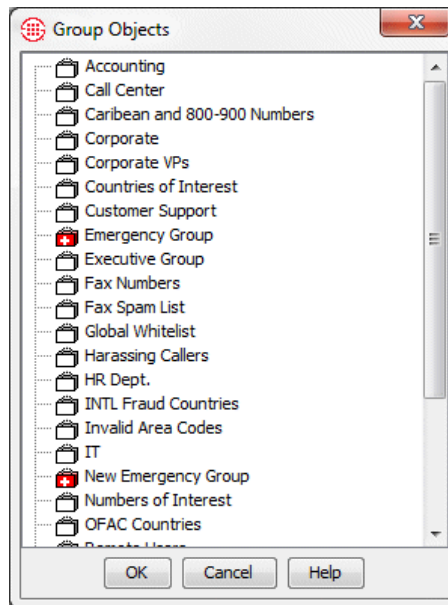 Group Objects
Accounting
Call Center
Caribean and 800-900 Numbers
Corporate
Corporate VPs
Countries of Interest
Customer Support
Emergency Group
Executive Group
Fax Numbers
Fax Spam List
Global Whitelist
Harassing Callers
HR Dept.
INTL Fraud Countries
Invalid Area Codes
IT
New Emergency Group
Numbers of Interest
OFAC Countries
Remote Users
OK Cancel Help